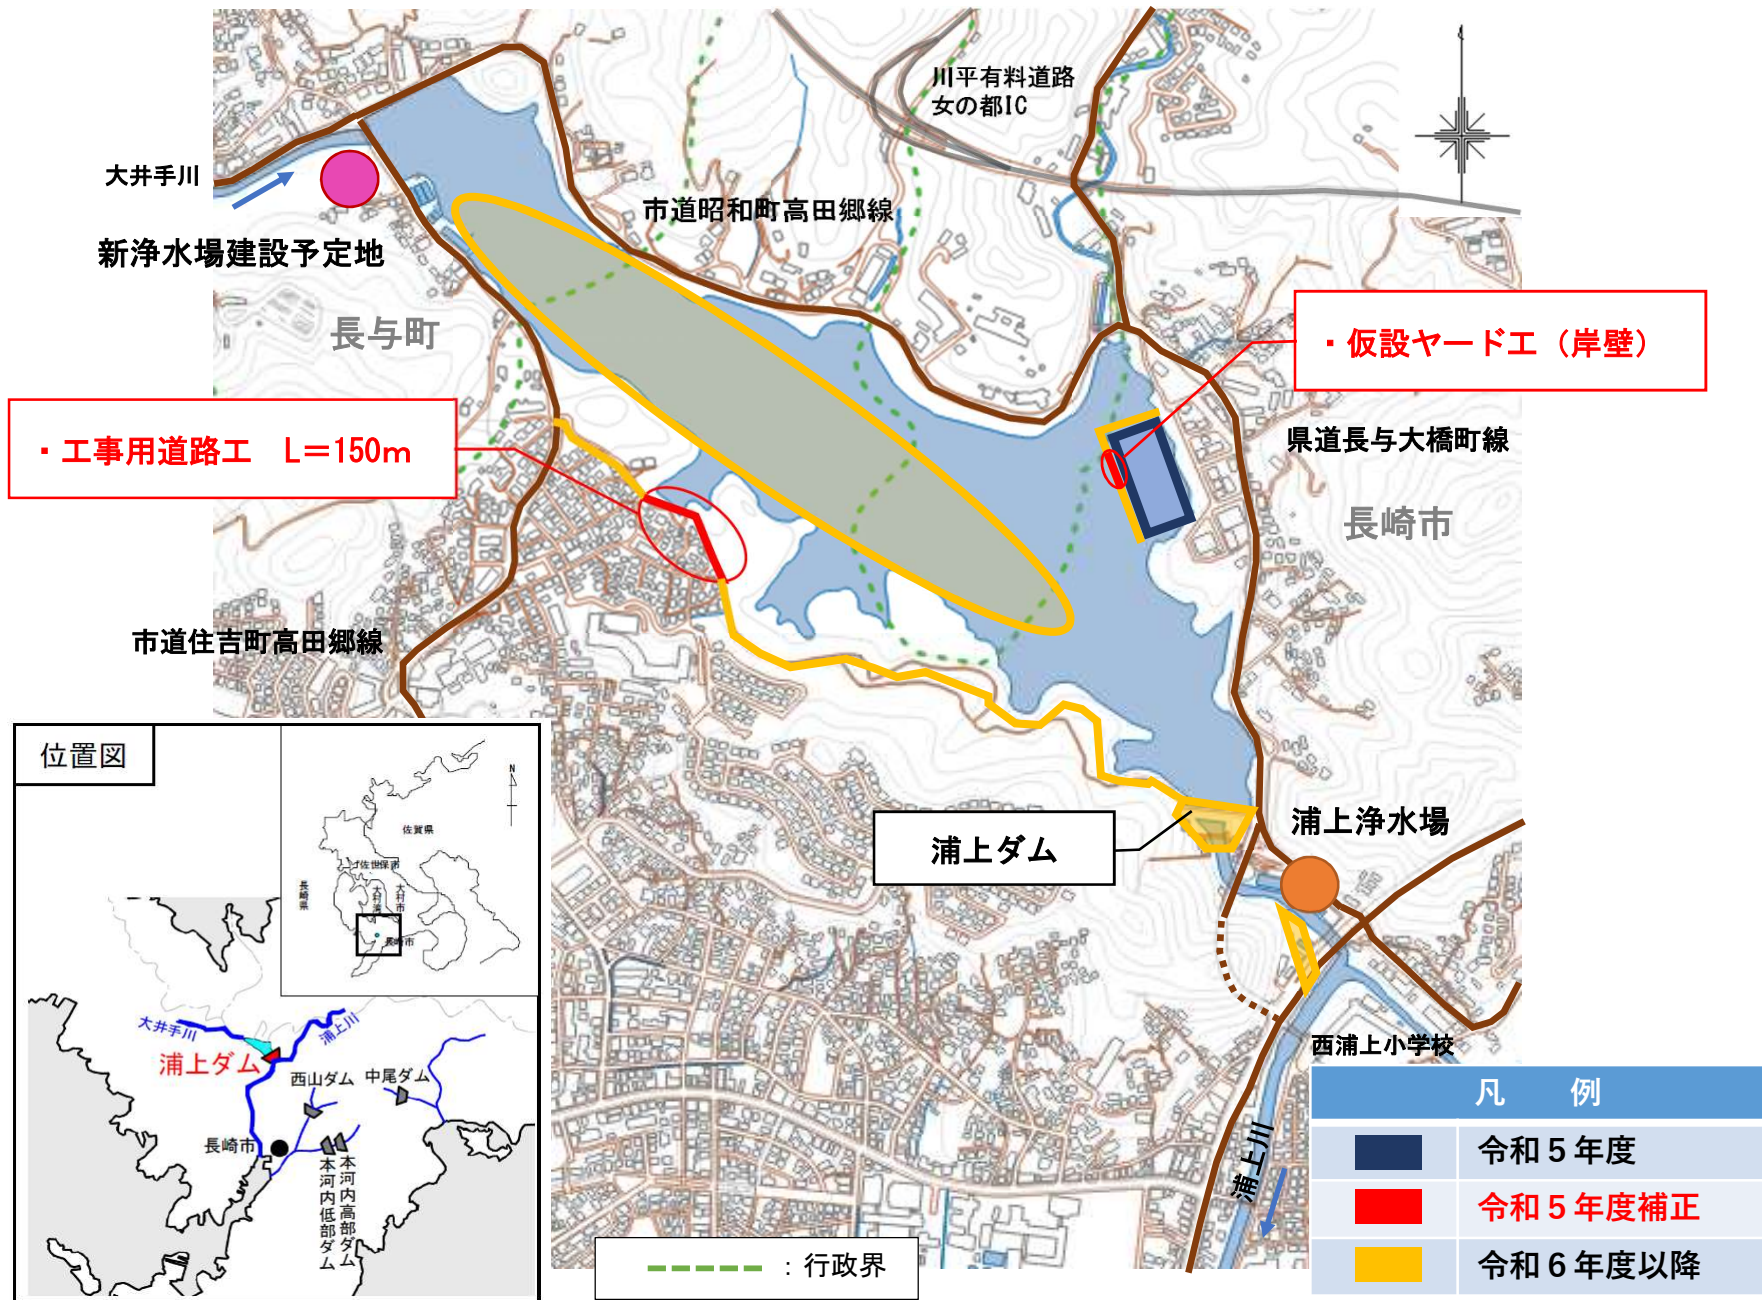 川平有料道路
女の都IC
大井手川
市道昭和町高田郷線
新浄水場建設予定地
長与町
・仮設ヤード工（岸壁）
・工事用道路工　L＝150m
県道長与大橋町線
長崎市
市道住吉町高田郷線
浦上ダム
浦上浄水場
西浦上小学校
浦上川
位置図
N
佐賀県
佐世保市
長崎県
大村湾
大村市
長崎市
大井手川
浦上川
浦上ダム
西山ダム
中尾ダム
長崎市
本河内高部ダム
本河内低部ダム
：行政界
凡　例
令和５年度
令和５年度補正
令和６年度以降